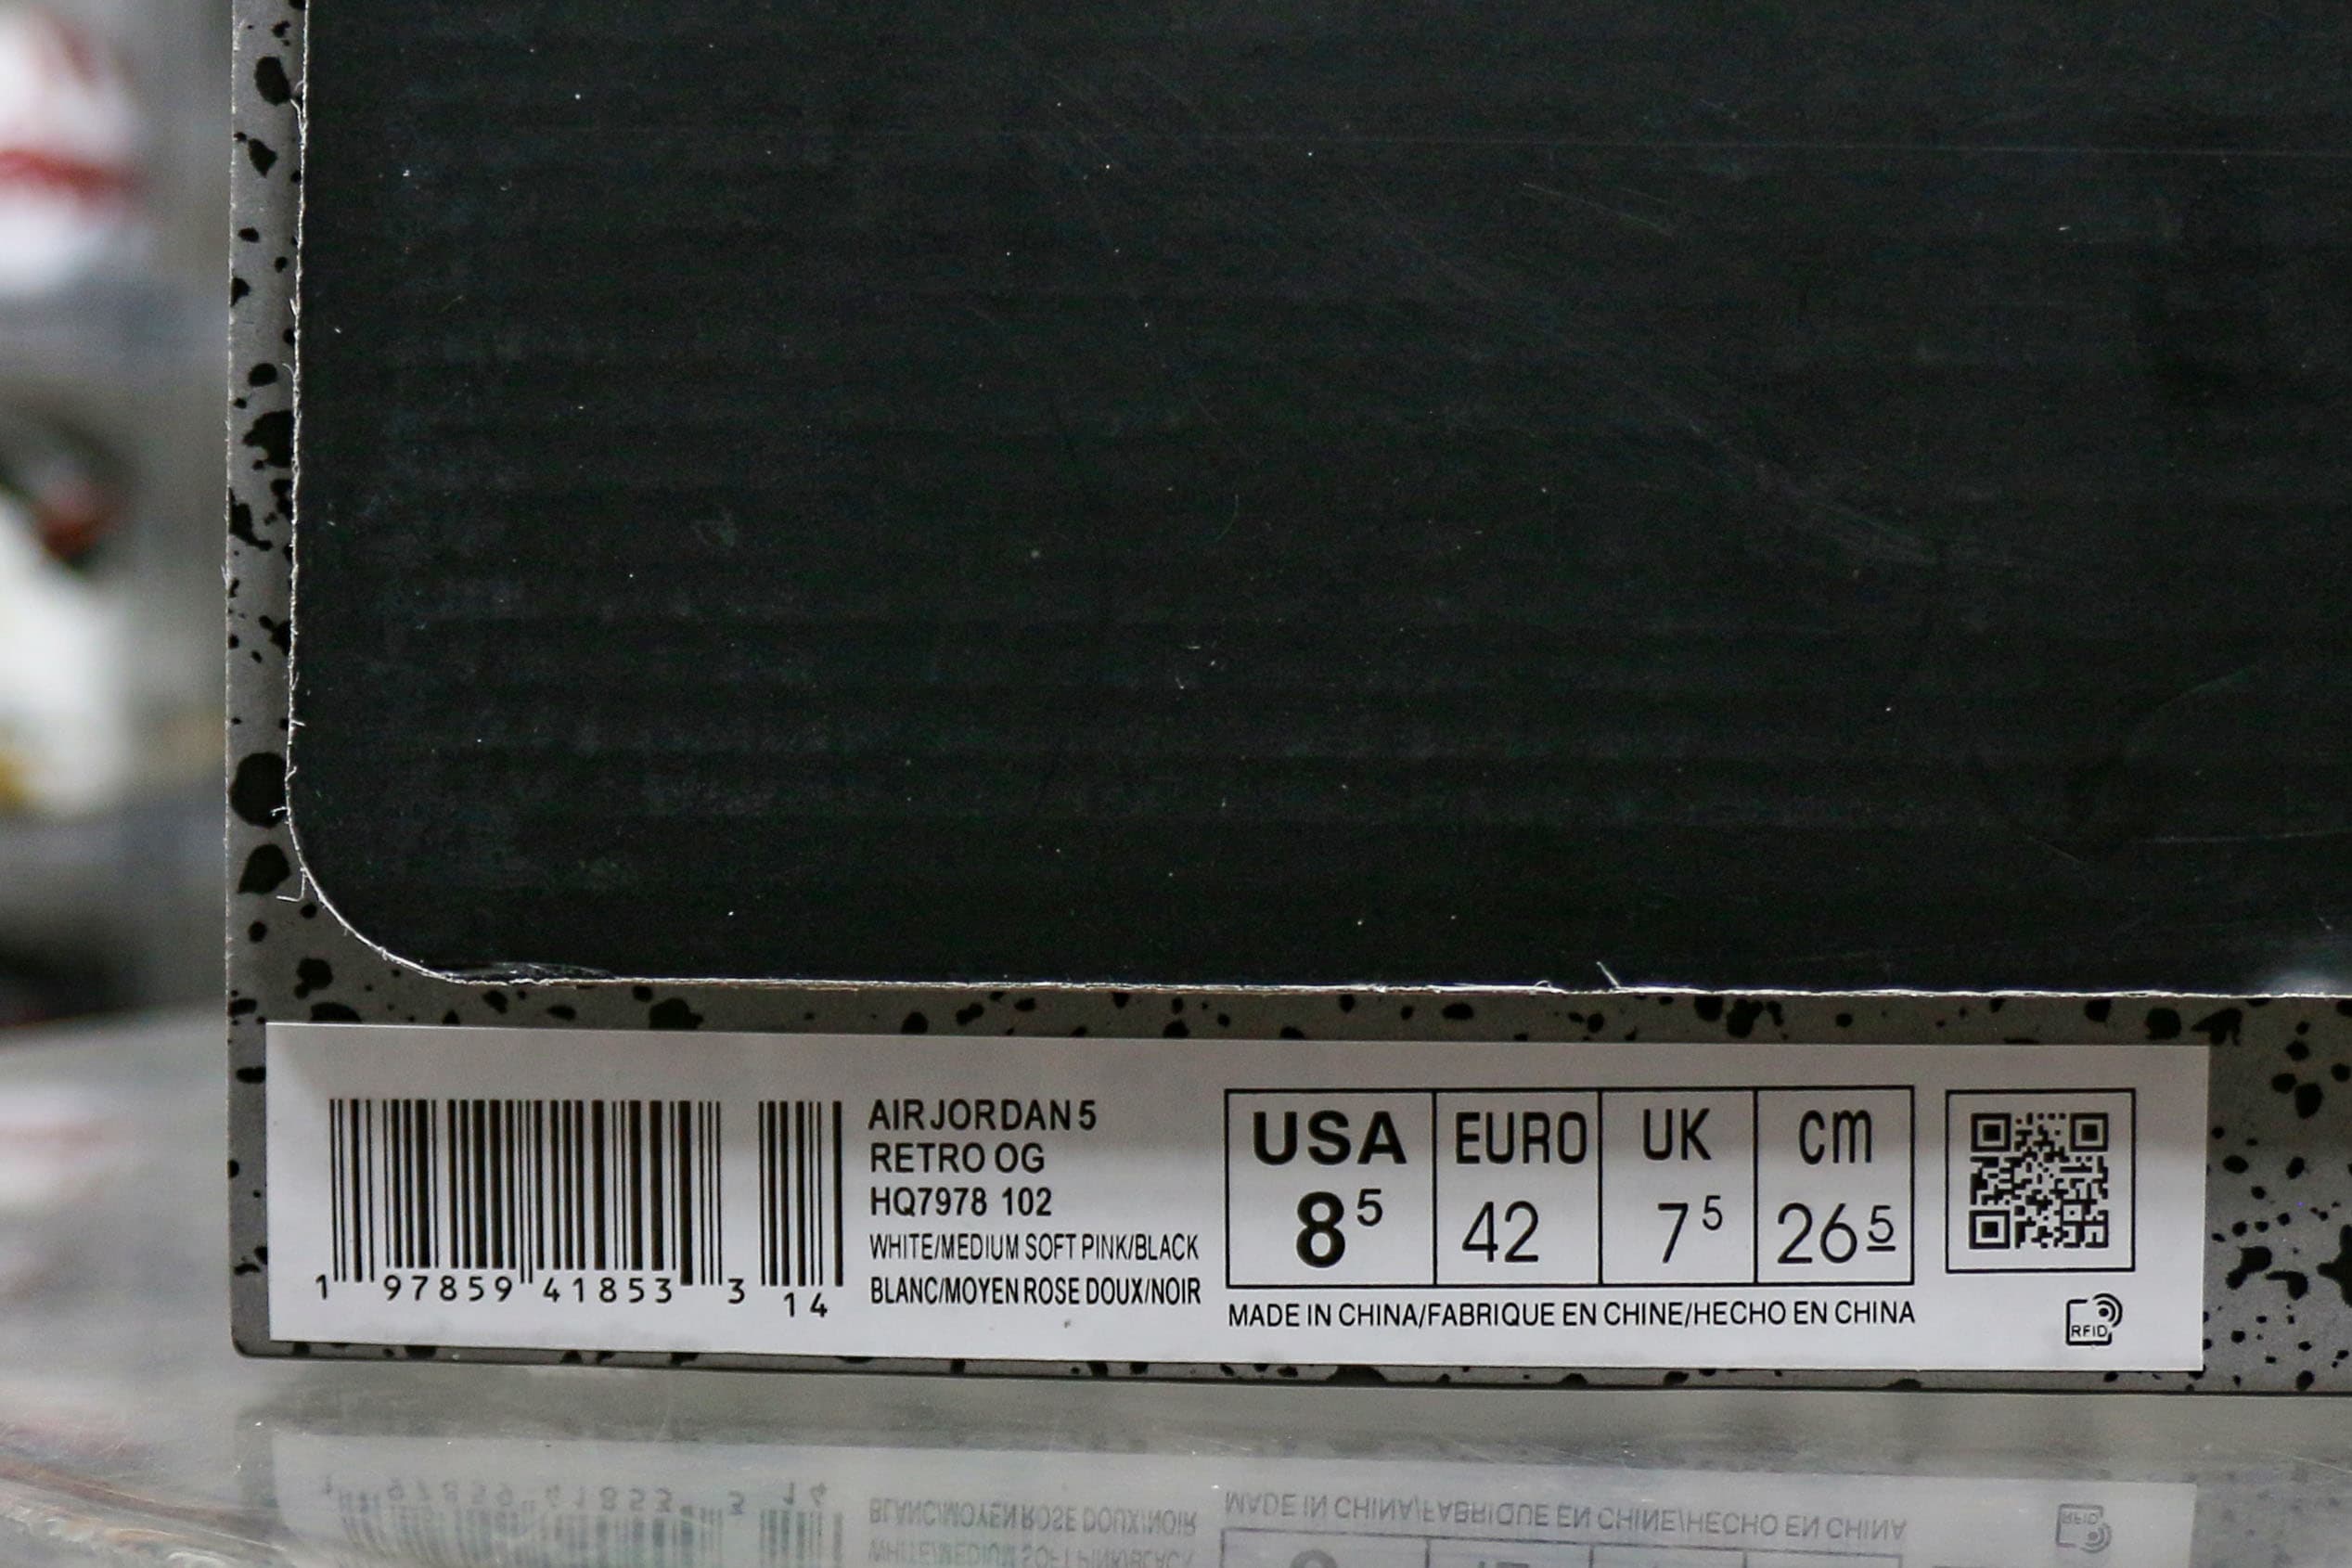 AIR JORDAN 5
RETRO OG
HQ7978 102
WHITE/MEDIUM SOFT PINK/BLACK
BLANC/MOYEN ROSE DOUX/NOIR
1 97859 41853 3 14
USA EURO UK cm
8 5 42 7 5 26 5
MADE IN CHINA/FABRIQUE EN CHINE/HECHO EN CHINA
RFID